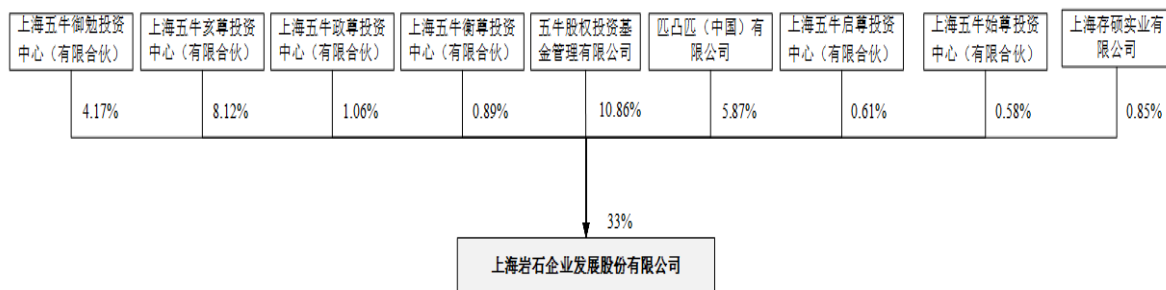 上海五牛御勉投资
中心（有限合伙）
上海五牛亥尊投资
中心（有限合伙）
上海五牛政尊投资
中心（有限合伙）
上海五牛衡尊投资
中心（有限合伙）
五牛股权投资基
金管理有限公司
匹凸匹（中国）有
限公司
上海五牛启尊投资
中心（有限合伙）
上海五牛始尊投资
中心（有限合伙）
上海存硕实业有
限公司
4.17%
8.12%
1.06%
0.89%
10.86%
5.87%
0.61%
0.58%
0.85%
33%
上海岩石企业发展股份有限公司